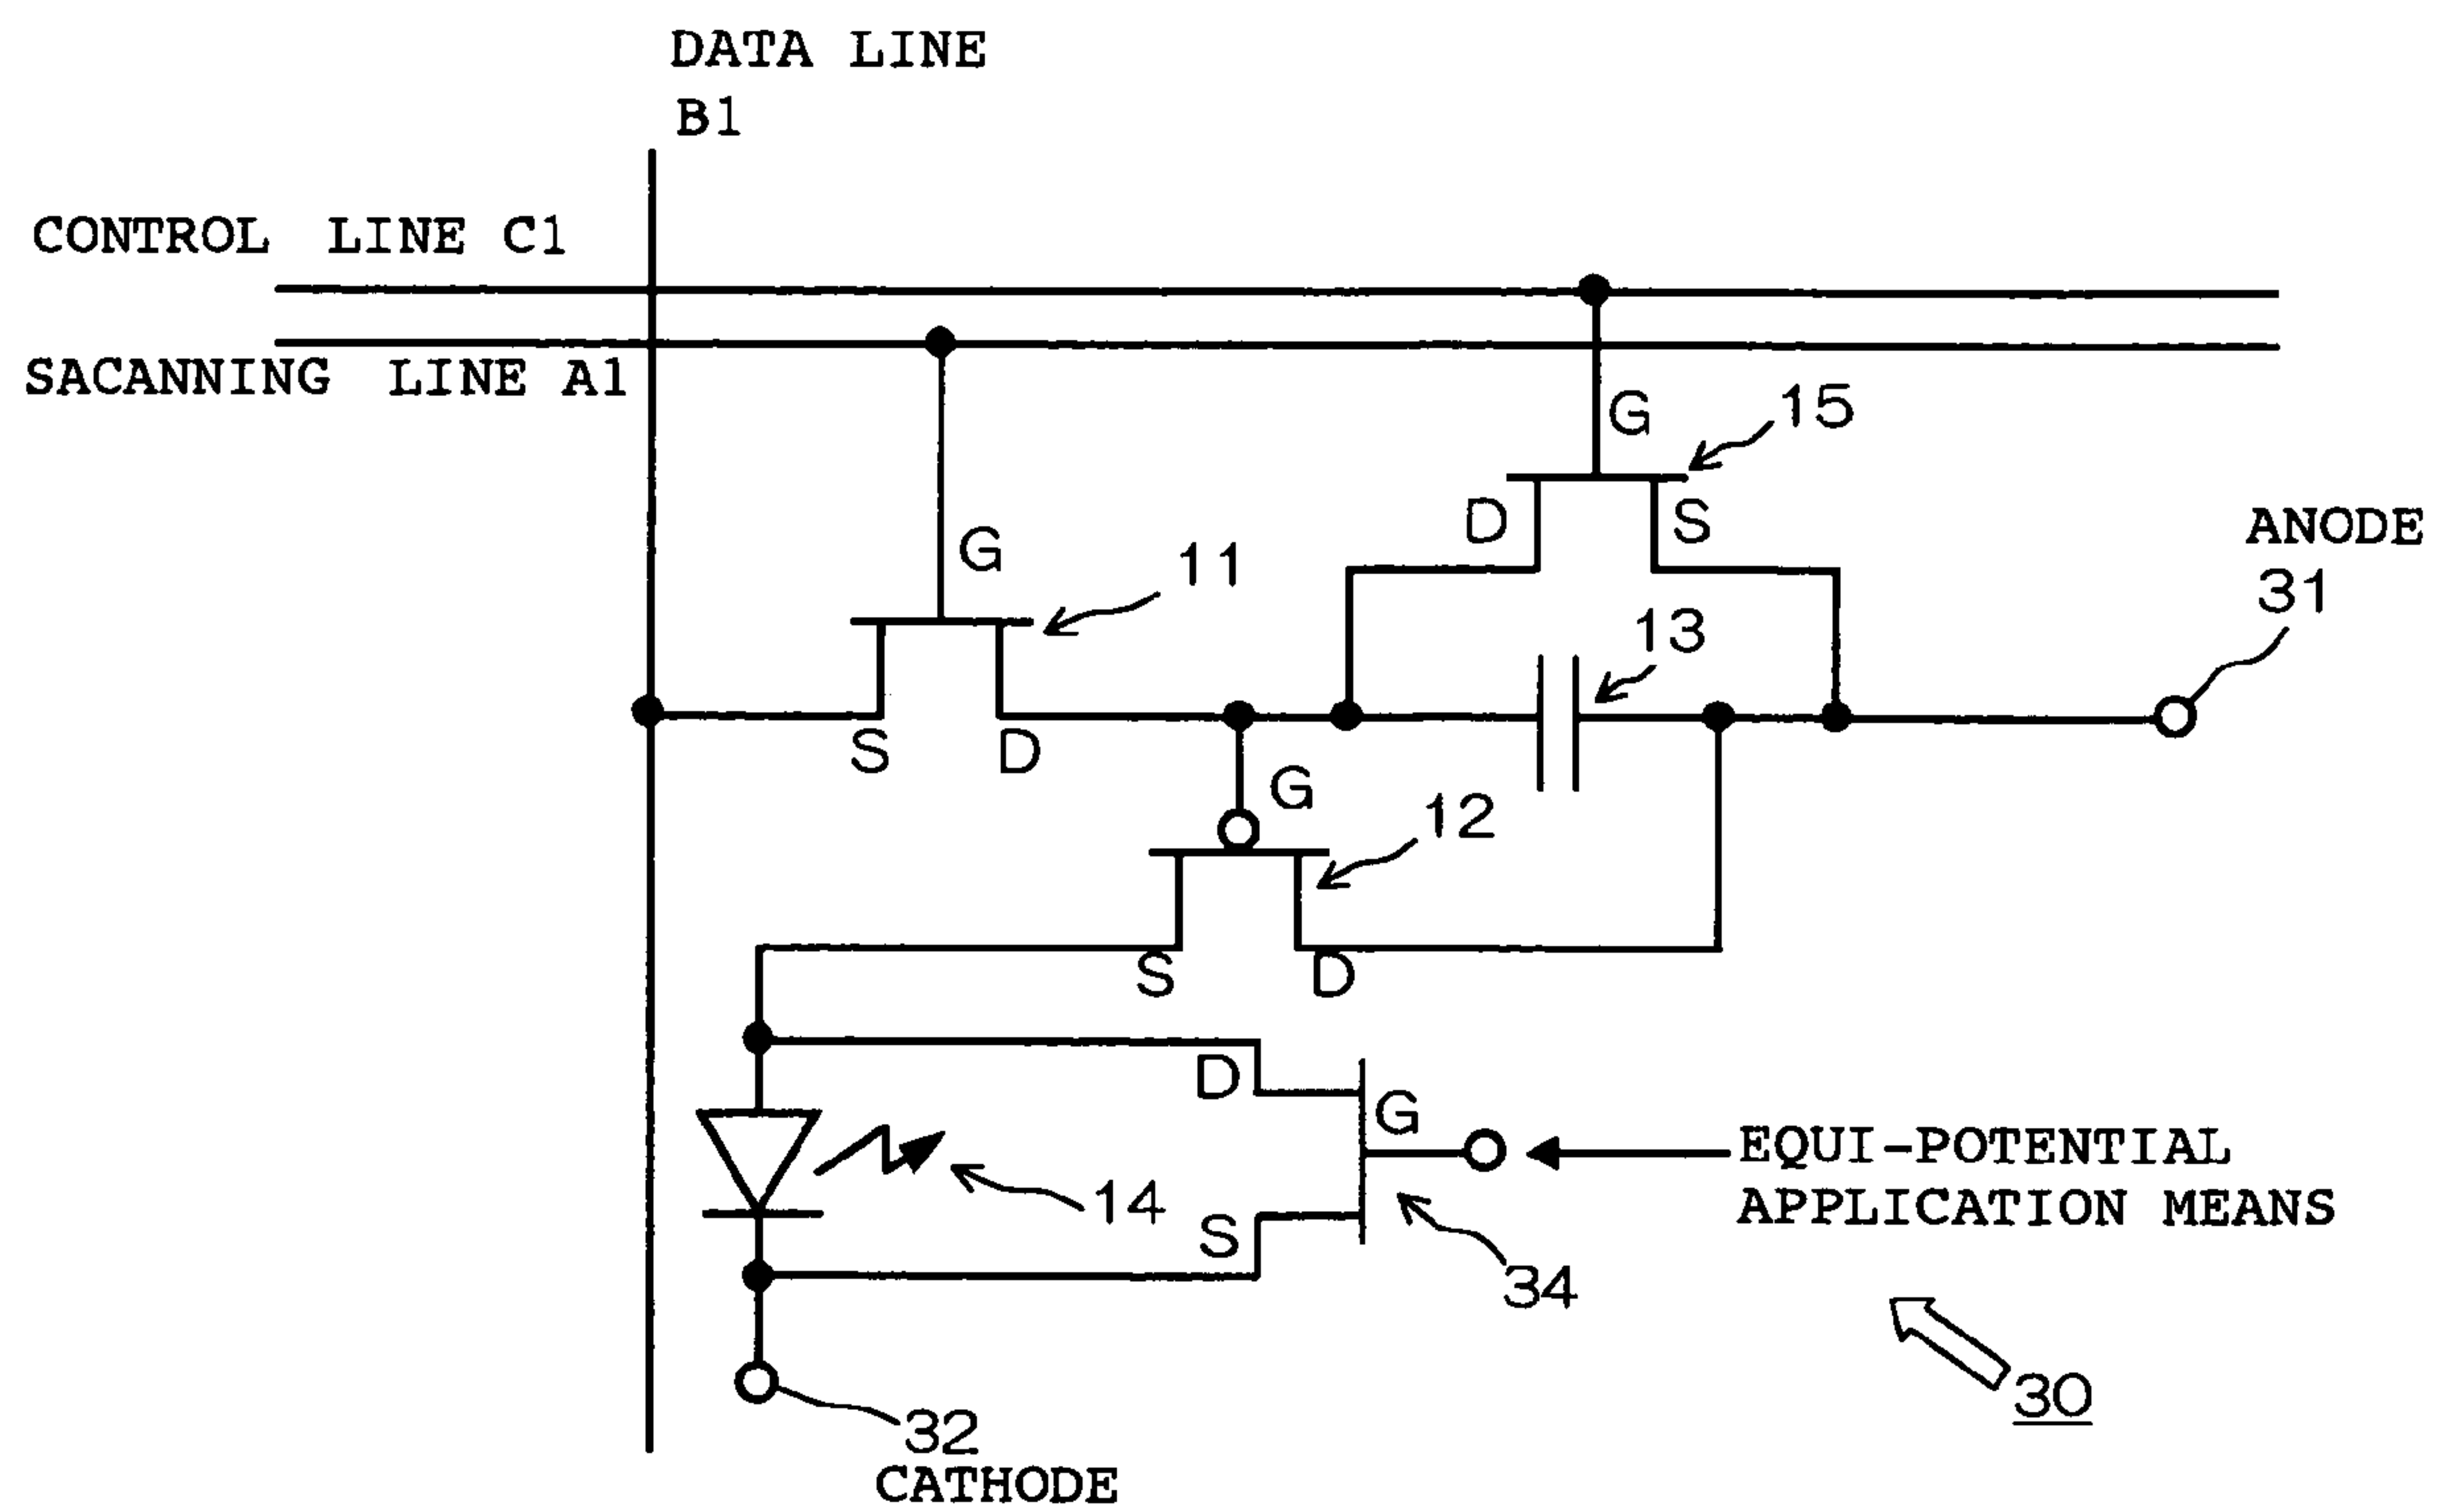 DATA LINE
B1
CONTROL LINE C1
SACANNING LINE A1
G
15
D
S
ANODE
31
G
11
13
S
D
G
12
S
D
D
G
EQUI-POTENTIAL
APPLICATION MEANS
14
S
34
30
32
CATHODE